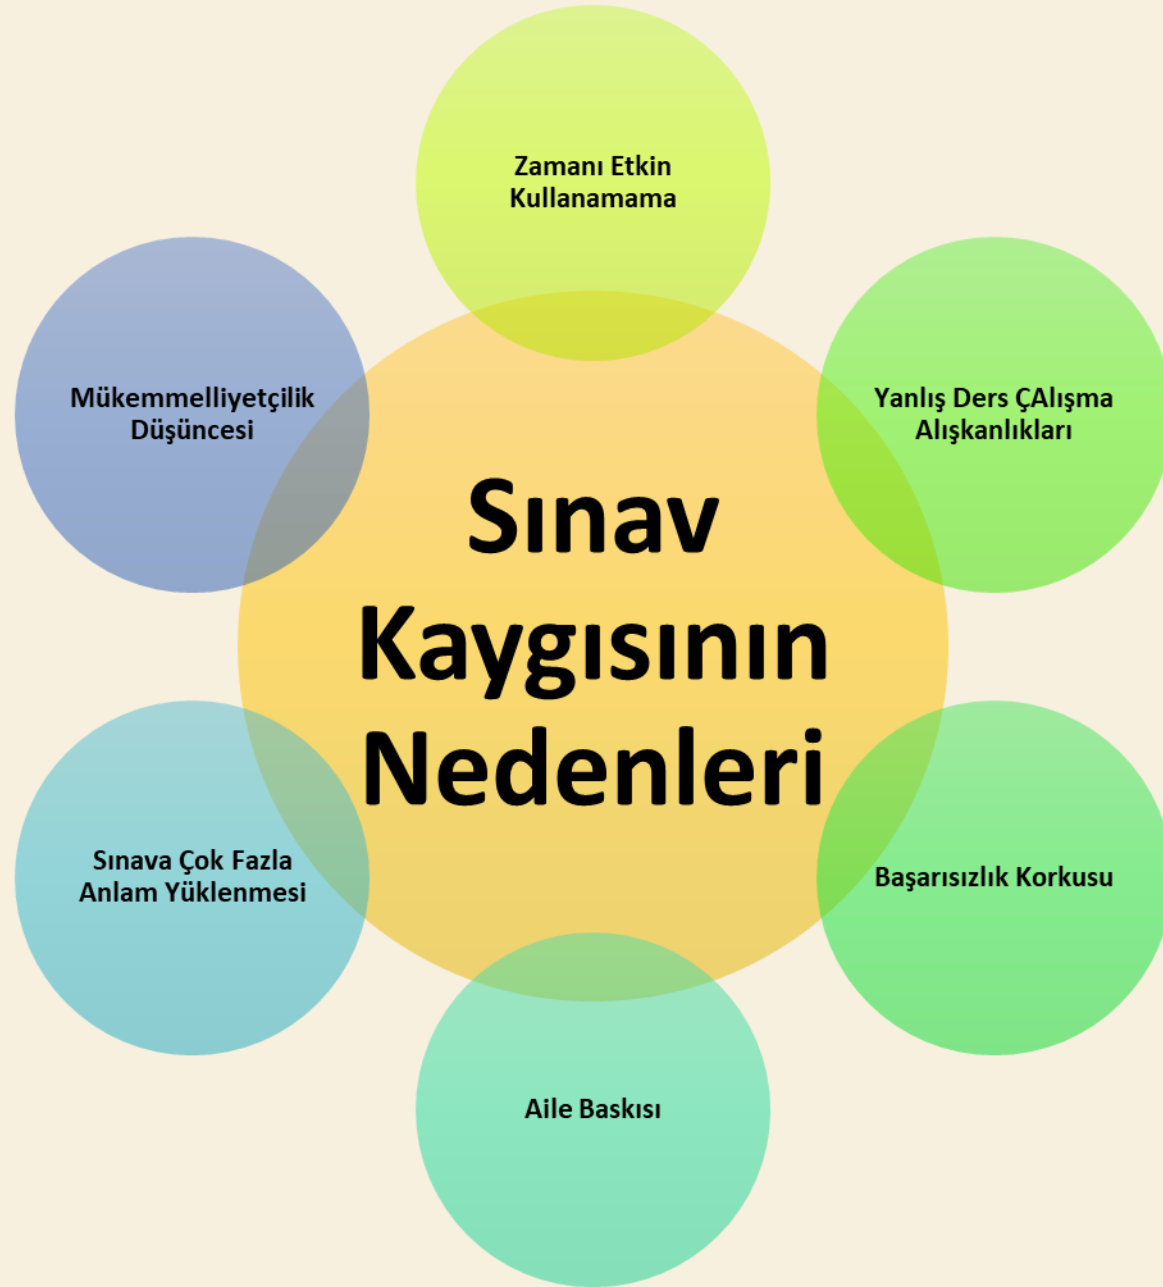 Zamanı Etkin
Kullanamama
Mükemmelliyetçilik
Düşüncesi
Yanlış Ders ÇAlışma
Alışkanlıkları
Sınav
Kaygısının
Nedenleri
Sınava Çok Fazla
Anlam Yüklenmesi
Başarısızlık Korkusu
Aile Baskısı